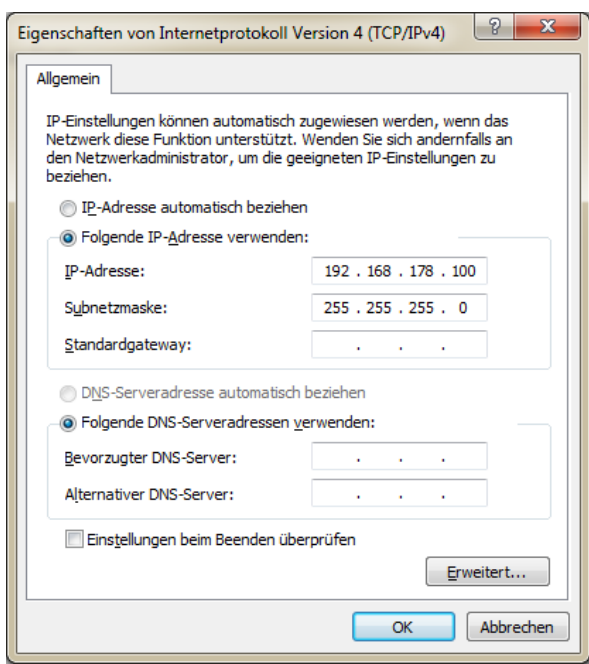 Eigenschaften von Internetprotokoll Version 4 (TCP/IPv4)
?
X
Allgemein
IP-Einstellungen können automatisch zugewiesen werden, wenn das
Netzwerk diese Funktion unterstützt. Wenden Sie sich andernfalls an
den Netzwerkadministrator, um die geeigneten IP-Einstellungen zu
beziehen.
IP-Adresse automatisch beziehen
Folgende IP-Adresse verwenden:
IP-Adresse: 192 . 168 . 178 . 100
Subnetzmaske: 255 . 255 . 255 . 0
Standardgateway: . . .
DNS-Serveradresse automatisch beziehen
Folgende DNS-Serveradressen verwenden:
Bevorzugter DNS-Server: . . .
Alternativer DNS-Server: . . .
Einstellungen beim Beenden überprüfen
Erweitert...
OK Abbrechen